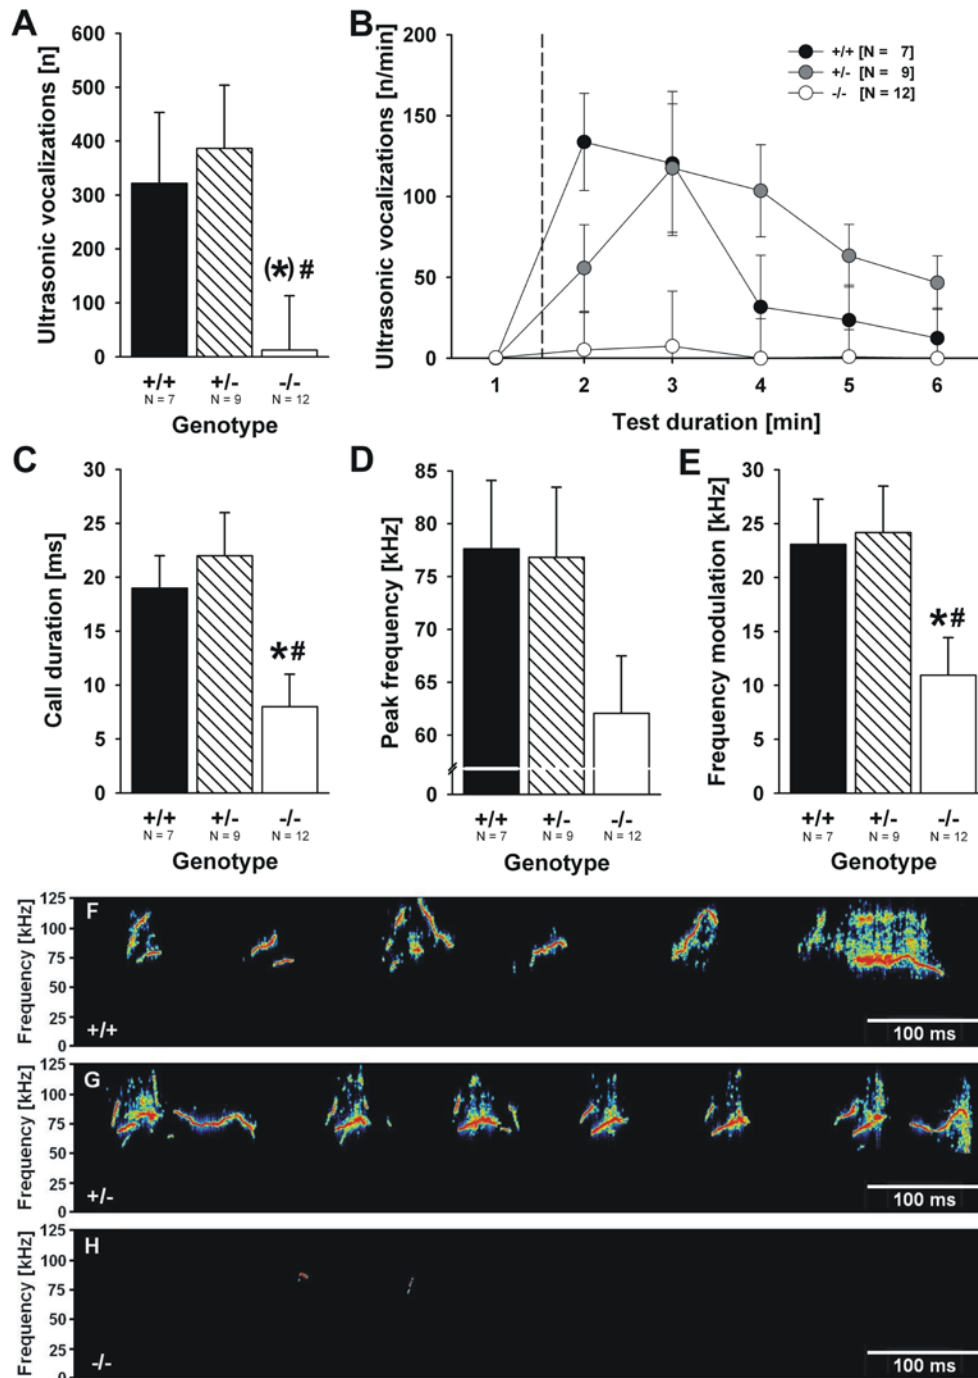 A
Ultrasonic vocalizations [n]
600
500
400
300
200
100
0
(*) #
+/+ +/- -/-
N = 7 N = 9 N = 12
Genotype
B
Ultrasonic vocalizations [n/min]
200
150
100
50
0
+/+ [N = 7]
+/- [N = 9]
-/- [N = 12]
1 2 3 4 5 6
Test duration [min]
C
Call duration [ms]
30
25
20
15
10
5
0
*#
+/+ +/- -/-
N = 7 N = 9 N = 12
Genotype
D
Peak frequency [kHz]
85
80
75
70
65
60
0
+/+ +/- -/-
N = 7 N = 9 N = 12
Genotype
E
Frequency modulation [kHz]
30
25
20
15
10
5
0
*#
+/+ +/- -/-
N = 7 N = 9 N = 12
Genotype
F
Frequency [kHz]
125
100
75
50
25
0
+/+
100 ms
G
Frequency [kHz]
125
100
75
50
25
0
+/-
100 ms
H
Frequency [kHz]
125
100
75
50
25
0
-/-
100 ms